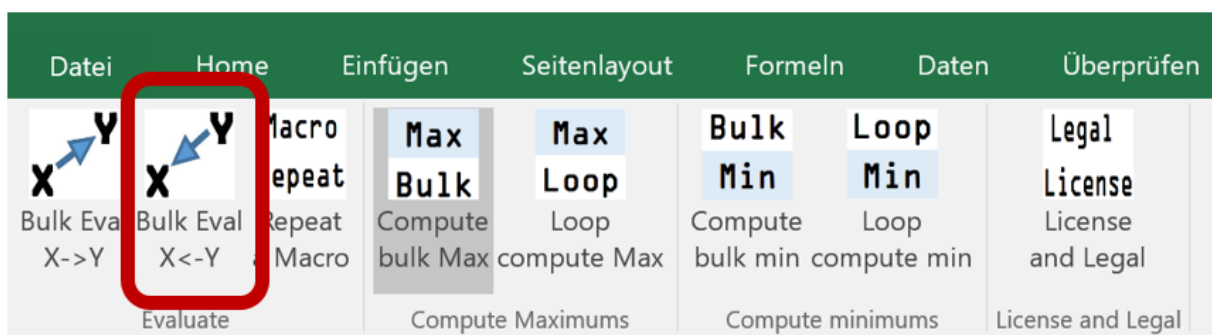 Datei Home Einfügen Seitenlayout Formeln Daten Überprüfen
Y Y Macro Max Max Bulk Loop Legal
X X Repeat Bulk Loop Min Min License
Bulk Eval Bulk Eval Repeat Compute Loop Compute Loop License
X->Y X<-Y a Macro bulk Max compute Max bulk min compute min and Legal
Evaluate Compute Maximums Compute minimums License and Legal